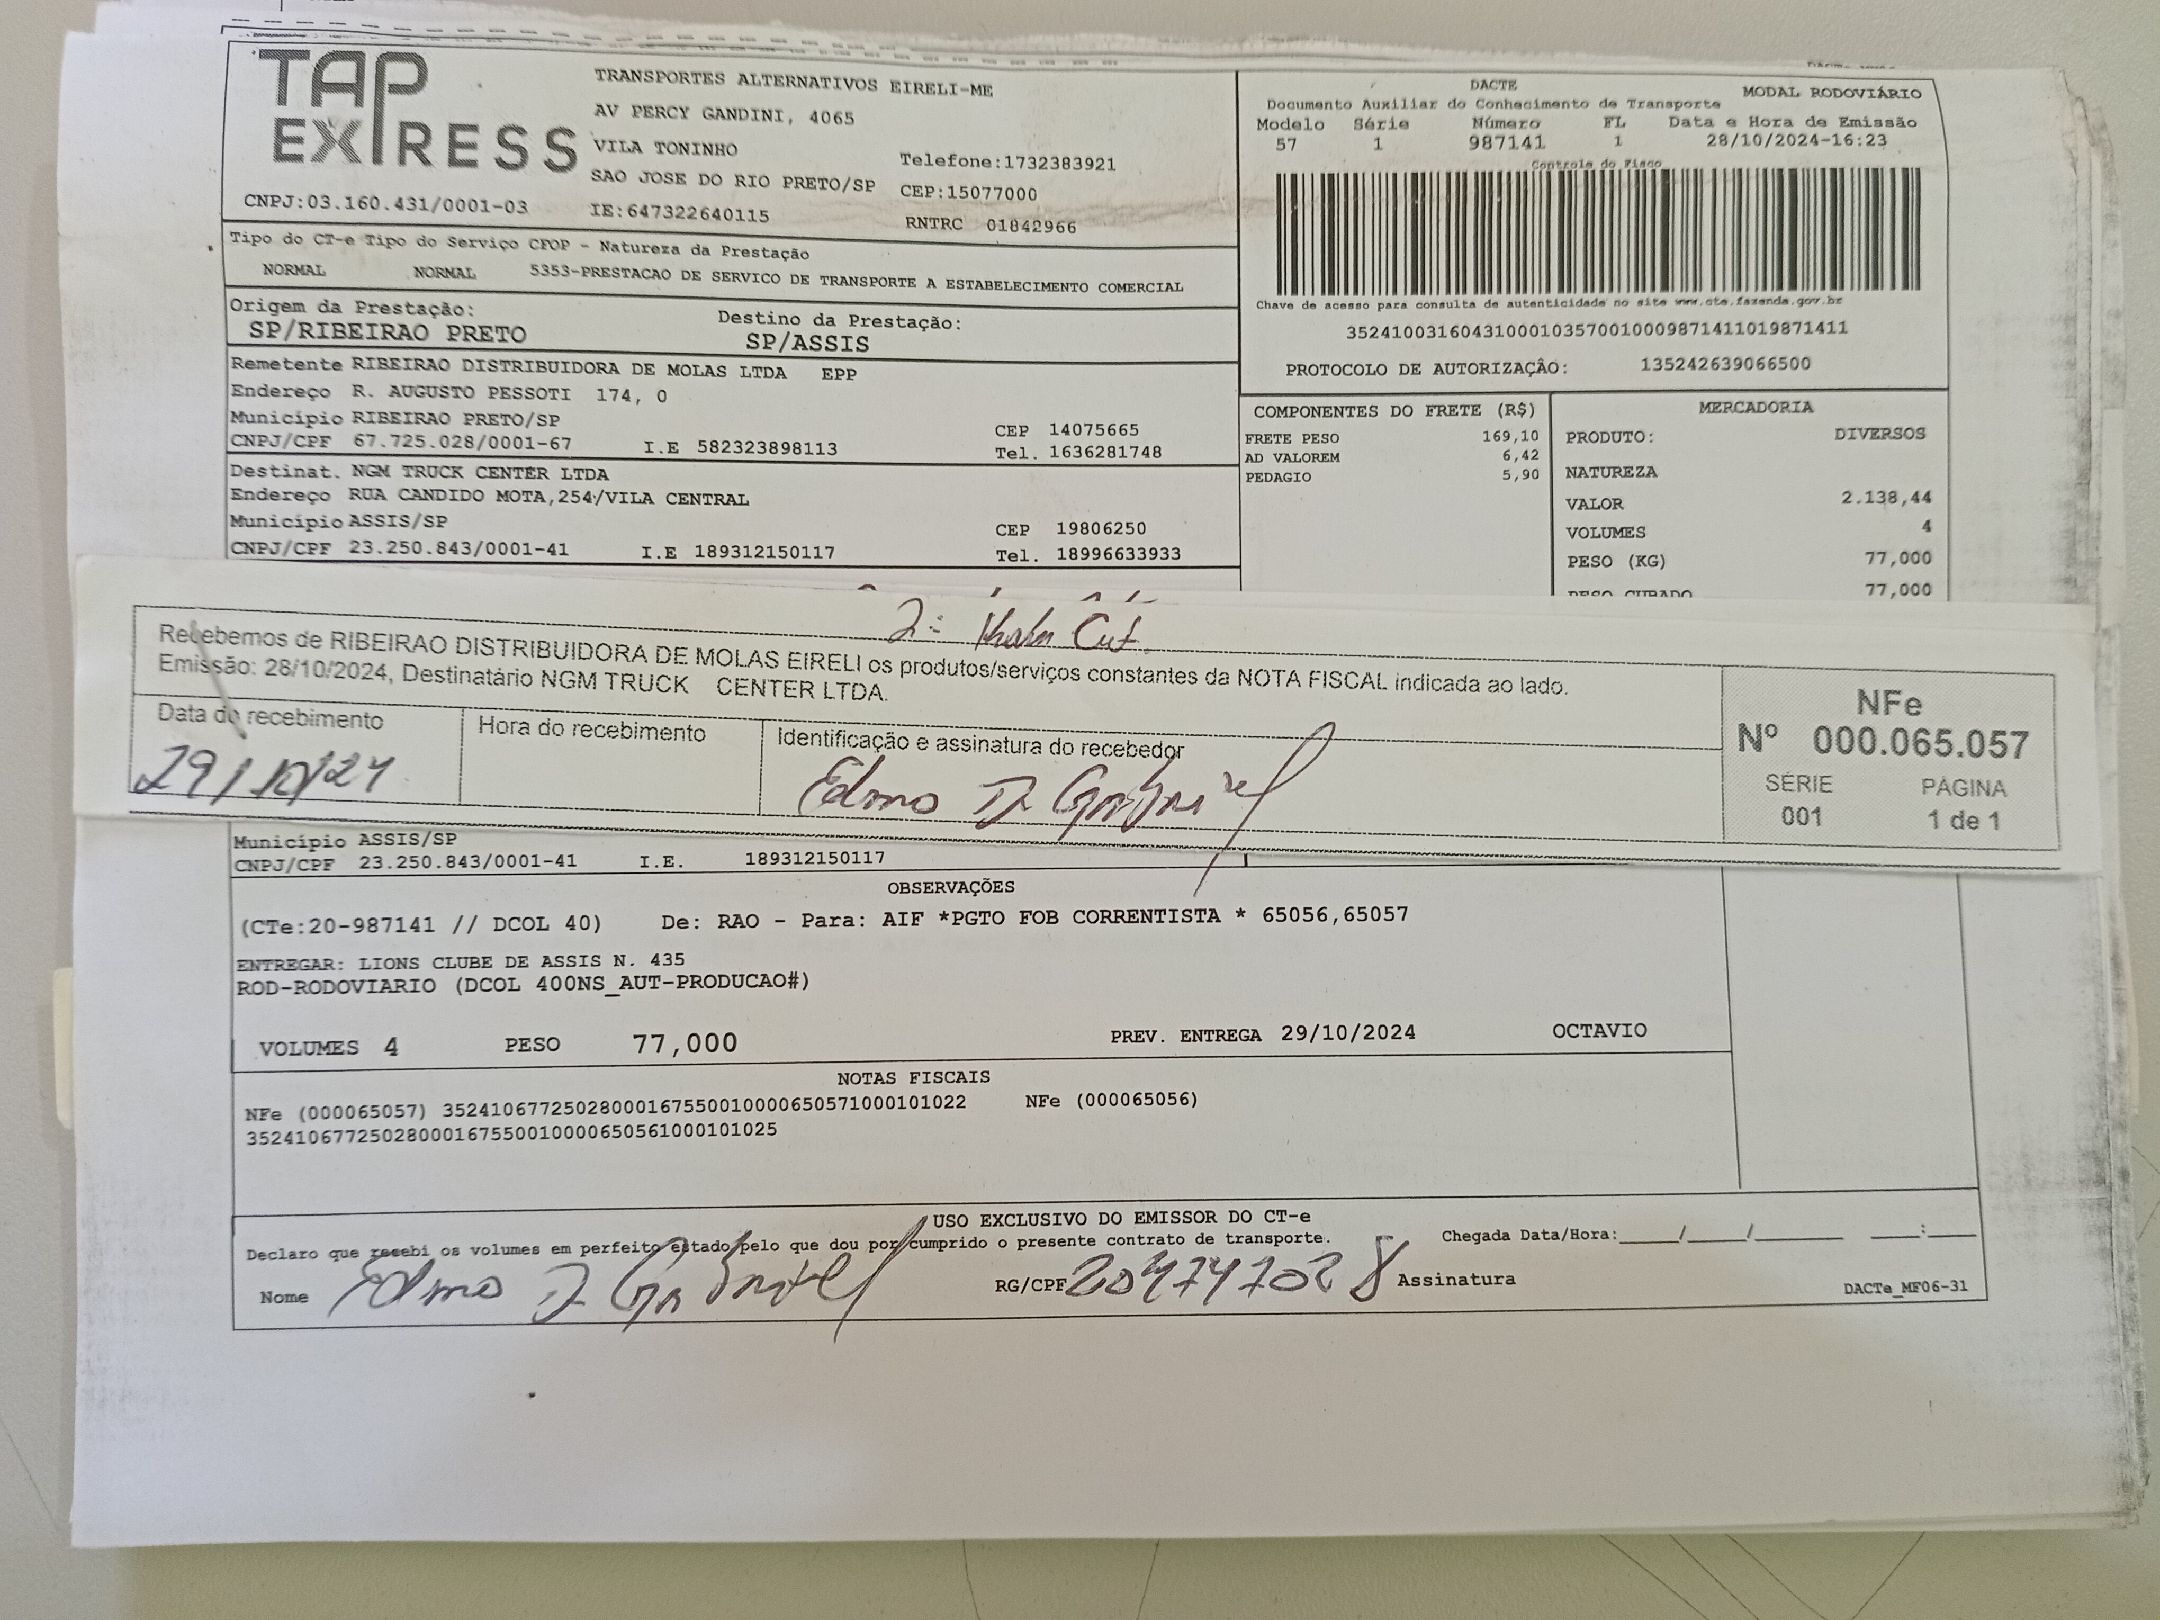 TAP EXPRESS
TRANSPORTES ALTERNATIVOS EIRELI-ME
AV PERCY GANDINI, 4065
VILA TONINHO
SAO JOSE DO RIO PRETO/SP
IE:647322640115
Telefone:1732383921
CEP:15077000
RNTRC 01842966
CNPJ:03.160.431/0001-03
DACTE MODAL RODOVIÁRIO
Documento Auxiliar do Conhecimento de Transporte
Modelo Série Número FL Data e Hora de Emissão
57 1 987141 1 28/10/2024-16:23
Controle do Fisco
Chave de acesso para consulta de autenticidade no site www.cte.fazenda.gov.br
35241003160431000103570010009871411019871411
PROTOCOLO DE AUTORIZAÇÃO: 135242639066500
Tipo do CT-e Tipo do Serviço CFOP - Natureza da Prestação
NORMAL NORMAL 5353-PRESTACAO DE SERVICO DE TRANSPORTE A ESTABELECIMENTO COMERCIAL
Origem da Prestação: Destino da Prestação:
SP/RIBEIRAO PRETO SP/ASSIS
Remetente RIBEIRAO DISTRIBUIDORA DE MOLAS LTDA EPP
Endereço R. AUGUSTO PESSOTI 174, 0
Município RIBEIRAO PRETO/SP CEP 14075665
CNPJ/CPF 67.725.028/0001-67 I.E 582323898113 Tel. 1636281748
Destinat. NGM TRUCK CENTER LTDA
Endereço RUA CANDIDO MOTA,254/VILA CENTRAL
Município ASSIS/SP CEP 19806250
CNPJ/CPF 23.250.843/0001-41 I.E 189312150117 Tel. 18996633933
COMPONENTES DO FRETE (R$)
FRETE PESO 169,10
AD VALOREM 6,42
PEDAGIO 5,90
MERCADORIA
PRODUTO: DIVERSOS
NATUREZA
VALOR 2.138,44
VOLUMES 4
PESO (KG) 77,000
PESO CUBADO 77,000
Recebemos de RIBEIRAO DISTRIBUIDORA DE MOLAS EIRELI os produtos/serviços constantes da NOTA FISCAL indicada ao lado.
Emissão: 28/10/2024, Destinatário NGM TRUCK CENTER LTDA.
Data do recebimento Hora do recebimento Identificação e assinatura do recebedor
29/10/24 Edmo D Gabriel
NFe
Nº 000.065.057
SÉRIE PÁGINA
001 1 de 1
Município ASSIS/SP
CNPJ/CPF 23.250.843/0001-41 I.E. 189312150117
OBSERVAÇÕES
(CTe:20-987141 // DCOL 40) De: RAO - Para: AIF *PGTO FOB CORRENTISTA * 65056,65057
ENTREGAR: LIONS CLUBE DE ASSIS N. 435
ROD-RODOVIARIO (DCOL 400NS_AUT-PRODUCAO#)
VOLUMES 4 PESO 77,000 PREV. ENTREGA 29/10/2024 OCTAVIO
NOTAS FISCAIS
NFe (000065057) 35241067725028000167550010000650571000101022 NFe (000065056)
35241067725028000167550010000650561000101025
USO EXCLUSIVO DO EMISSOR DO CT-e
Declaro que recebi os volumes em perfeito estado pelo que dou por cumprido o presente contrato de transporte. Chegada Data/Hora:____/____/______ ___:___
Nome Edmo D Gabriel RG/CPF 204747028 Assinatura
DACTe_MF06-31